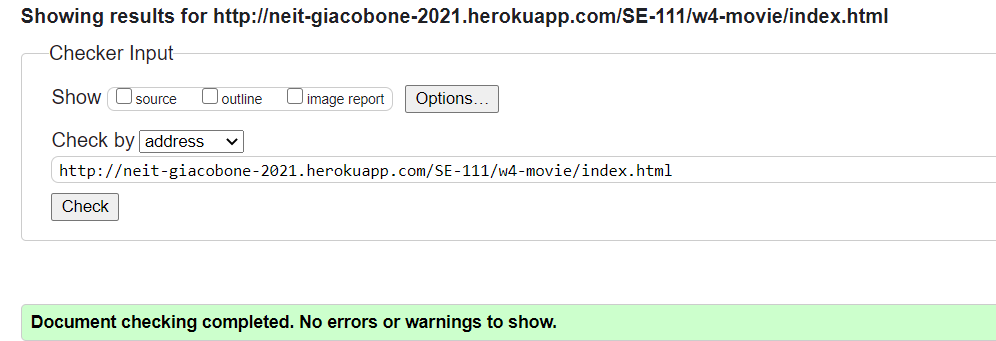 Showing results for http://neit-giacobone-2021.herokuapp.com/SE-111/w4-movie/index.html
Checker Input
Show source outline image report Options...
Check by address
http://neit-giacobone-2021.herokuapp.com/SE-111/w4-movie/index.html
Check
Document checking completed. No errors or warnings to show.